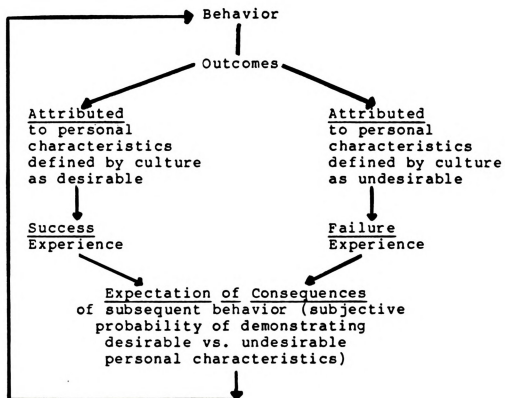 Behavior
Outcomes
Attributed
to personal
characteristics
defined by culture
as desirable
Attributed
to personal
characteristics
defined by culture
as undesirable
Success
Experience
Failure
Experience
Expectation of Consequences
of subsequent behavior (subjective
probability of demonstrating
desirable vs. undesirable
personal characteristics)